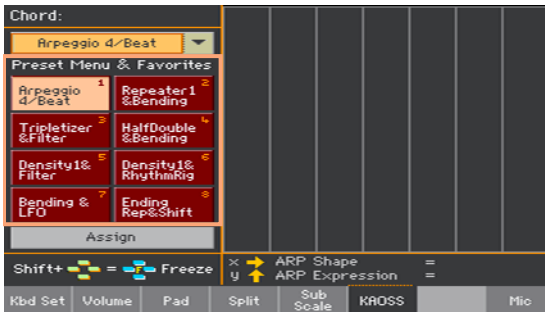 Chord:
Arpeggio 4/Beat
Preset Menu & Favorites
Arpeggio 4/Beat 1
Repeater1 &Bending 2
Tripletizer &Filter 3
HalfDouble &Bending 4
Density1& Filter 5
Density1& RhythmRig 6
Bending & LFO 7
Ending Rep&Shift 8
Assign
Shift+ = F Freeze
x ARP Shape =
y ARP Expression =
Kbd Set Volume Pad Split Sub Scale KAOSS Mic